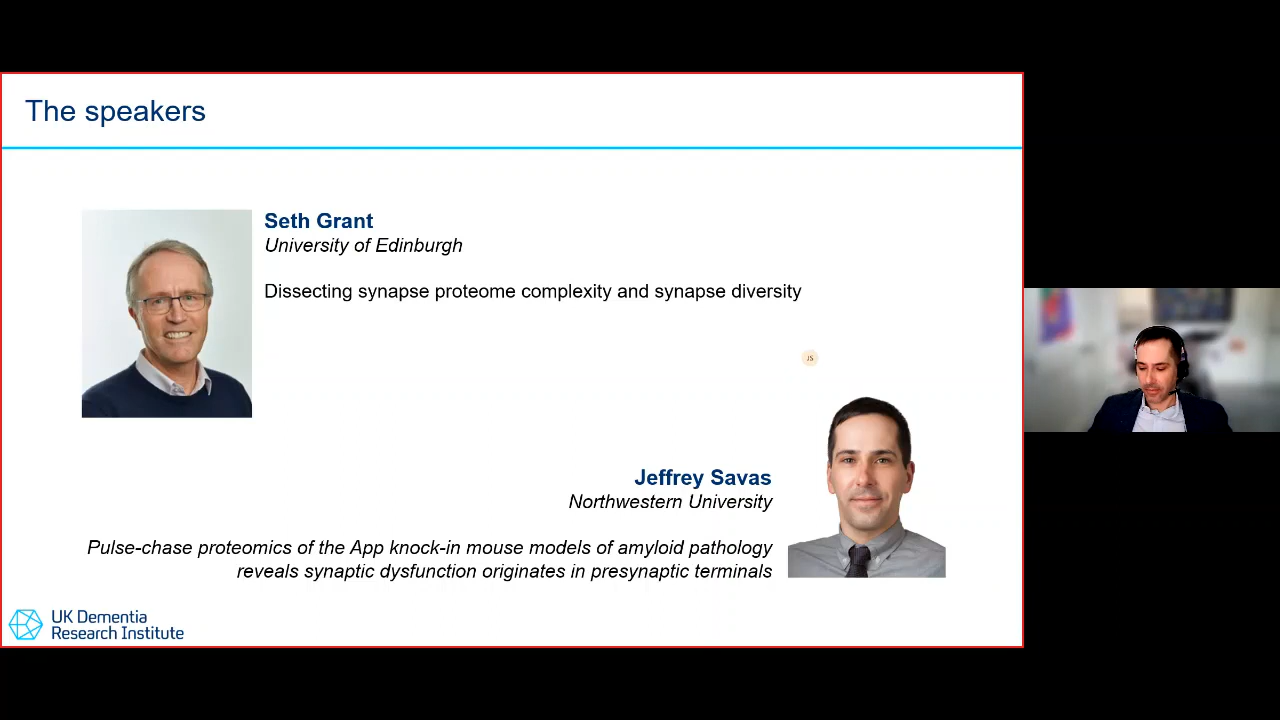 The speakers
Seth Grant
University of Edinburgh
Dissecting synapse proteome complexity and synapse diversity
JS
Jeffrey Savas
Northwestern University
Pulse-chase proteomics of the App knock-in mouse models of amyloid pathology
reveals synaptic dysfunction originates in presynaptic terminals
UK Dementia
Research Institute